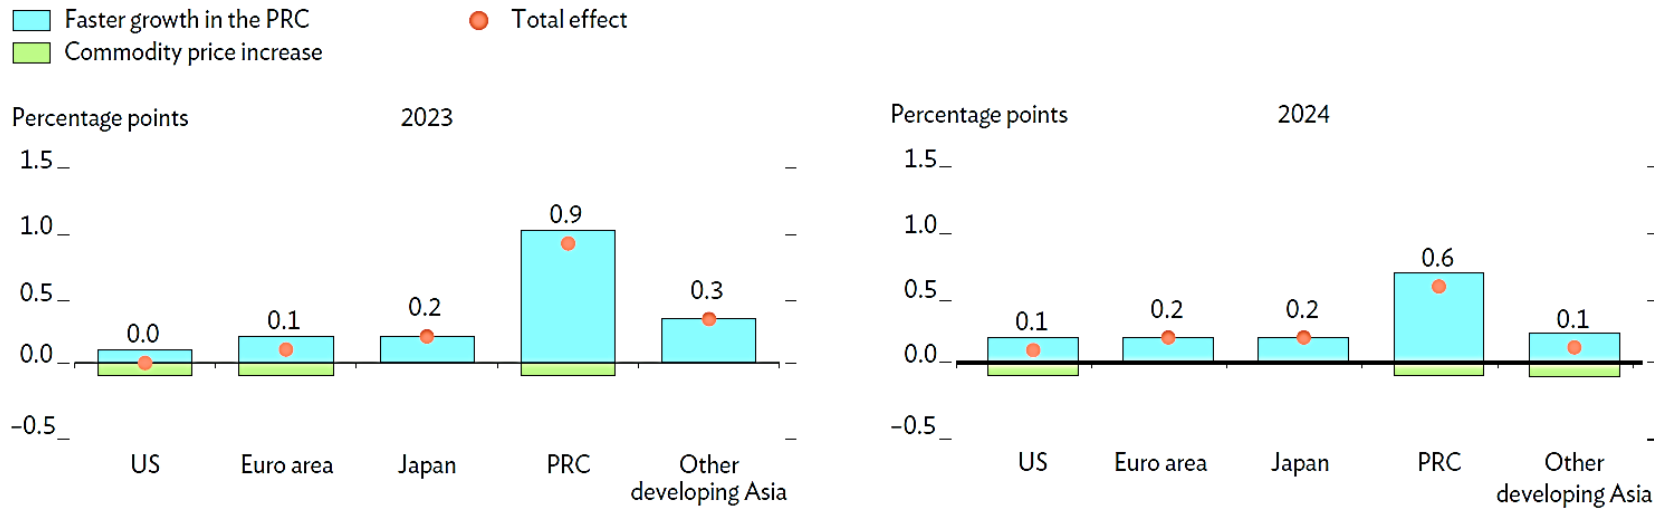 Faster growth in the PRC
Total effect
Commodity price increase
Percentage points
2023
1.5
1.0
0.5
0.0
−0.5
0.0
0.1
0.2
0.9
0.3
US
Euro area
Japan
PRC
Other
developing Asia
Percentage points
2024
1.5
1.0
0.5
0.0
−0.5
0.1
0.2
0.2
0.6
0.1
US
Euro area
Japan
PRC
Other
developing Asia